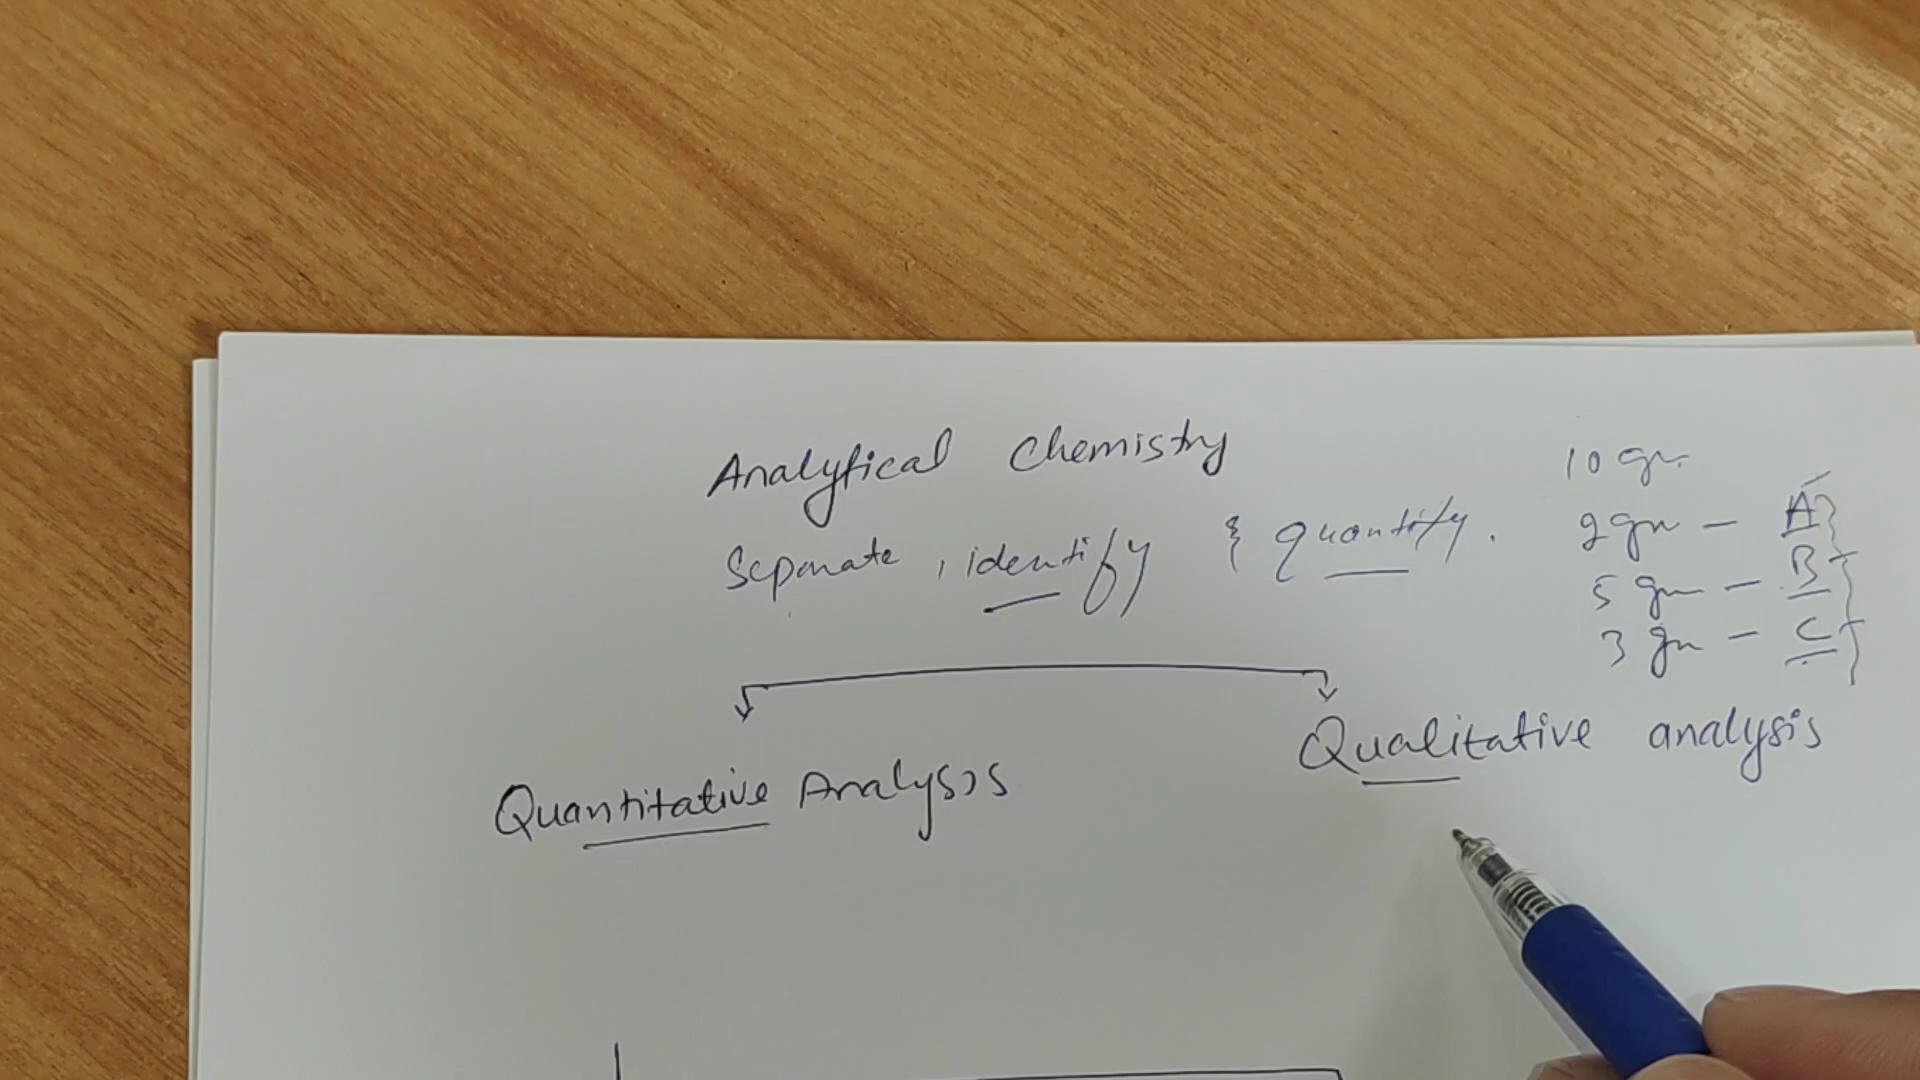 Analytical Chemistry
Separate, identify & quantify.
10 gm
2 gm - A
5 gm - B
3 gm - C
Quantitative Analysis
Qualitative analysis